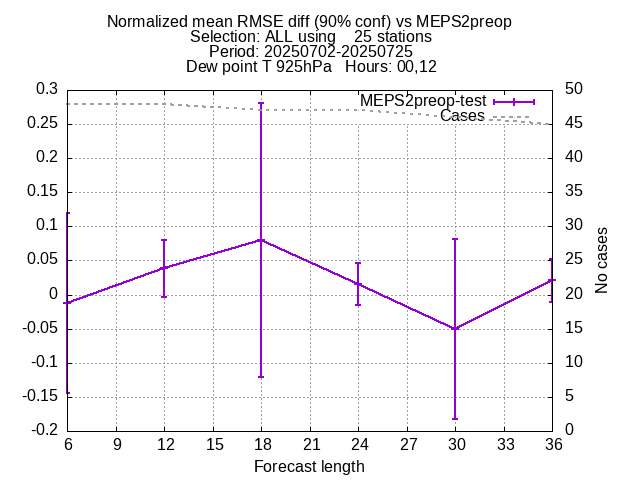 Normalized mean RMSE diff (90% conf) vs MEPS2preop
Selection: ALL using    25 stations
Period: 20250702-20250725
Dew point T 925hPa   Hours: 00,12
0.3
0.25
0.2
0.15
0.1
0.05
0
-0.05
-0.1
-0.15
-0.2
MEPS2preop-test
Cases
50
45
40
35
30
25
20
15
10
5
0
No cases
6 9 12 15 18 21 24 27 30 33 36
Forecast length